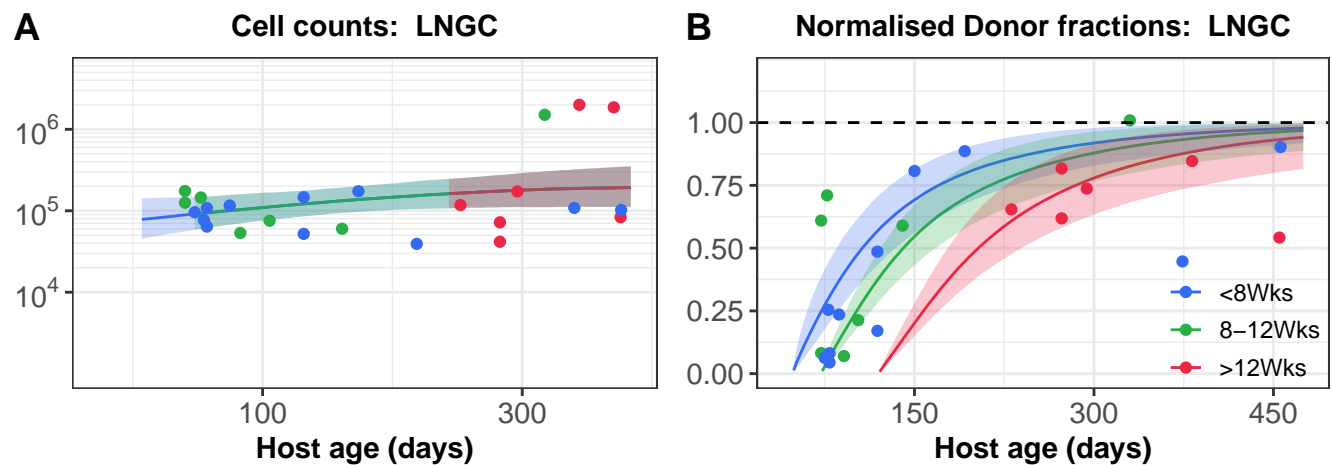 A Cell counts: LNGC
10^6
10^5
10^4
100 300
Host age (days)
B Normalised Donor fractions: LNGC
1.00
0.75
0.50
0.25
0.00
<8Wks
8–12Wks
>12Wks
150 300 450
Host age (days)